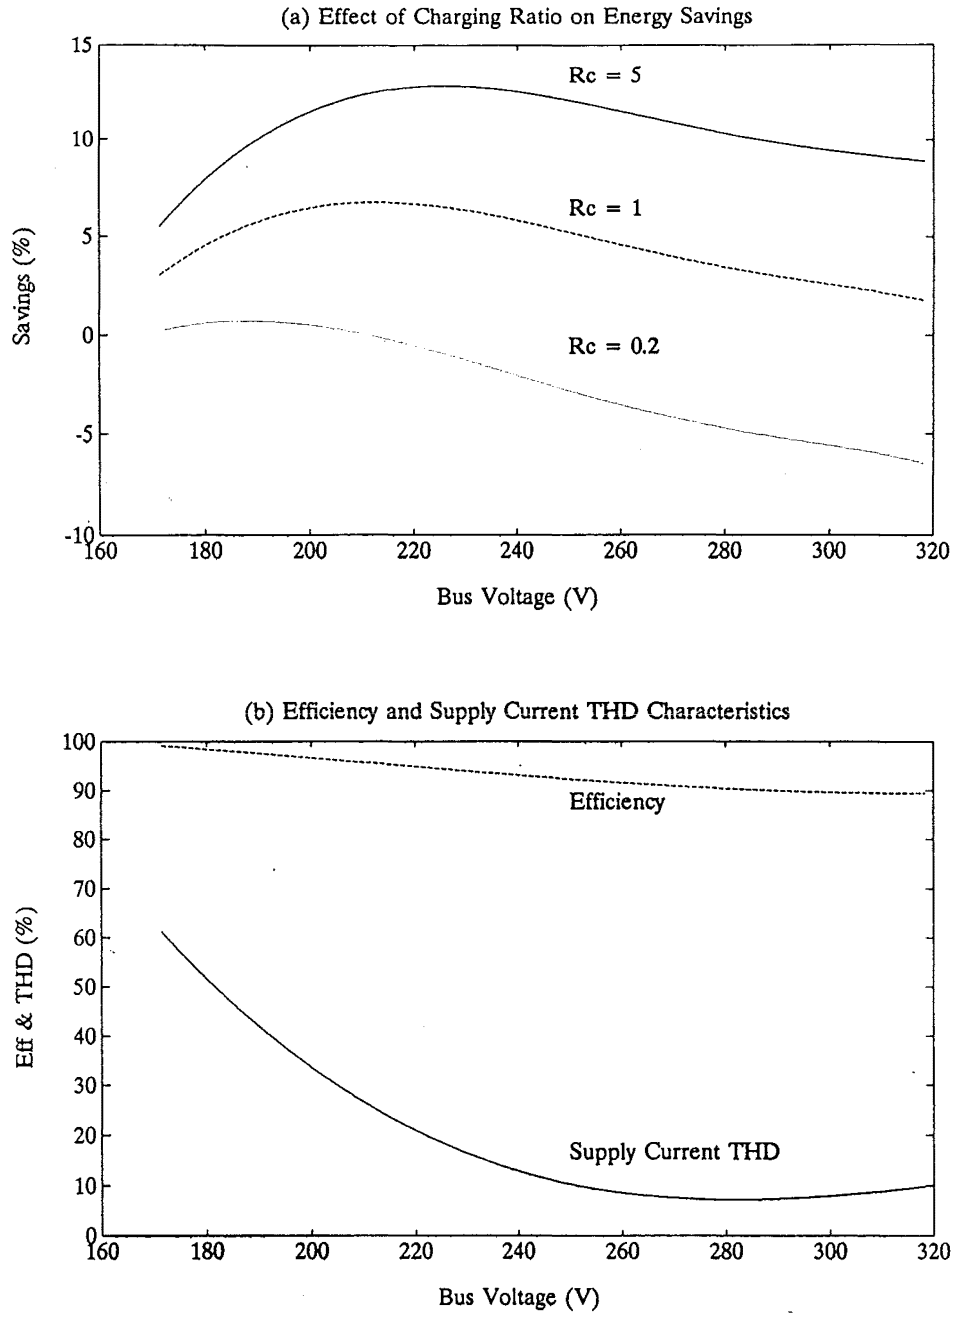 (a) Effect of Charging Ratio on Energy Savings
15
10
5
0
-5
-10
Savings (%)
Rc = 5
Rc = 1
Rc = 0.2
160 180 200 220 240 260 280 300 320
Bus Voltage (V)
(b) Efficiency and Supply Current THD Characteristics
100
90
80
70
60
50
40
30
20
10
0
Eff & THD (%)
Efficiency
Supply Current THD
160 180 200 220 240 260 280 300 320
Bus Voltage (V)